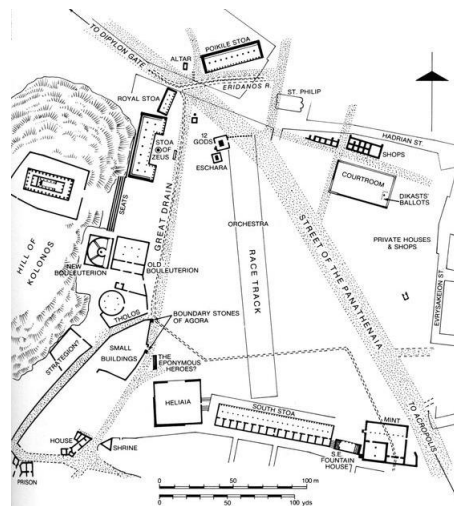 TO DIPYLON GATE
ALTAR
POIKILE STOA
ERIDANOS R.
ROYAL STOA
ST. PHILIP
12
GODS
HADRIAN ST.
STOA
OF
ZEUS
SHOPS
ESCHARA
COURTROOM
DIKASTS'
BALLOTS
SEATS
GREAT DRAIN
ORCHESTRA
RACE TRACK
STREET OF THE PANATHENAIA
PRIVATE HOUSES
& SHOPS
HILL OF
KOLONOS
NEW
BOULEUTERION
OLD
BOULEUTERION
EVRYSAKEION ST.
THOLOS
BOUNDARY STONES
OF AGORA
STRATEGION?
SMALL
BUILDINGS
THE
EPONYMOUS
HEROES?
HELIAIA
SOUTH STOA
TO ACROPOLIS
MINT
HOUSE
SHRINE
S.E.
FOUNTAIN
HOUSE
PRISON
0 50 100 m
0 50 100 yds